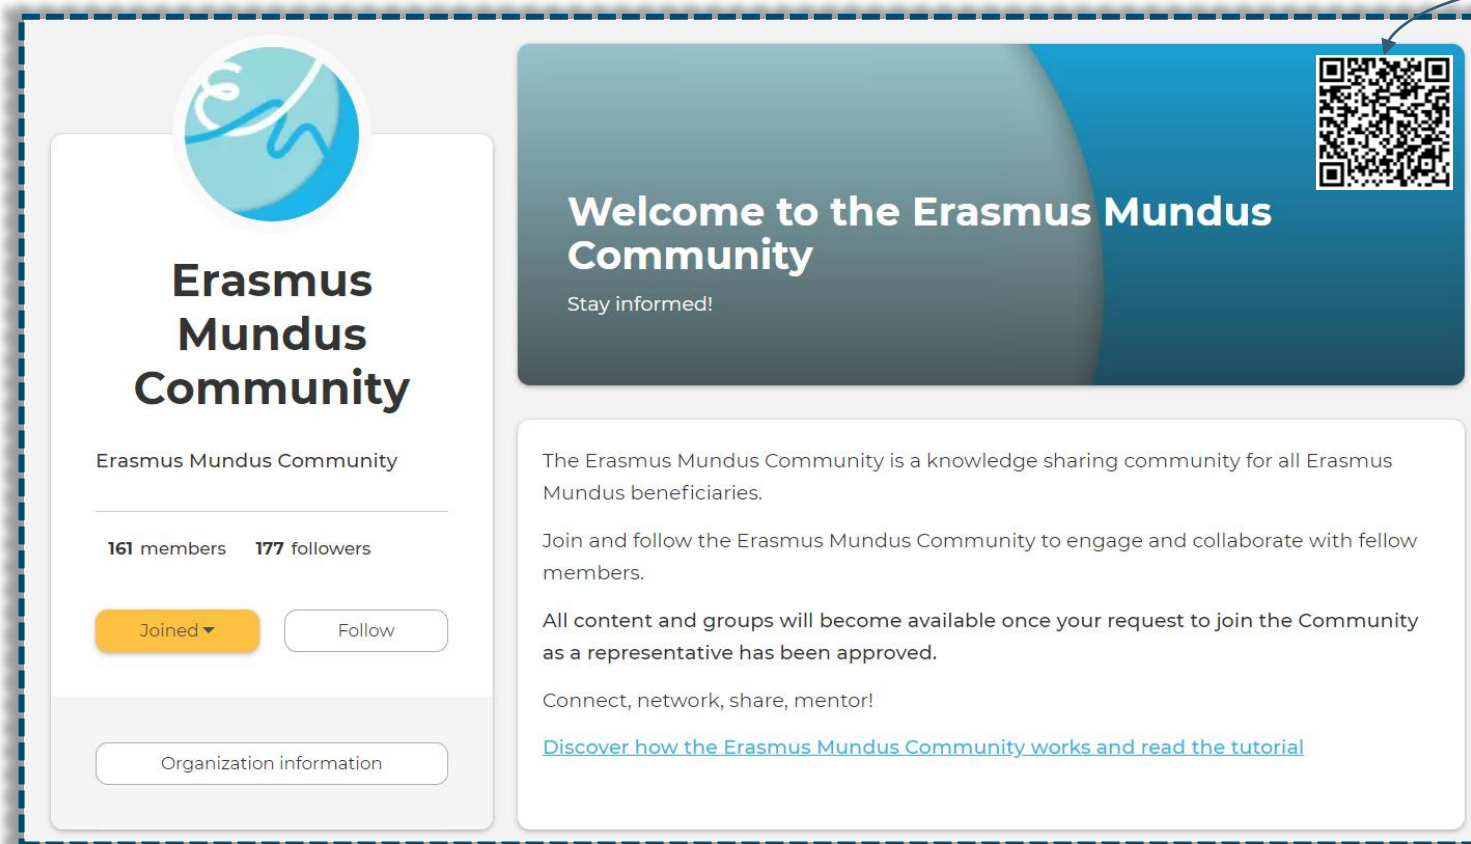 Erasmus
Mundus
Community
Erasmus Mundus Community
161 members 177 followers
Joined Follow
Organization information
Welcome to the Erasmus Mundus
Community
Stay informed!
The Erasmus Mundus Community is a knowledge sharing community for all Erasmus
Mundus beneficiaries.
Join and follow the Erasmus Mundus Community to engage and collaborate with fellow
members.
All content and groups will become available once your request to join the Community
as a representative has been approved.
Connect, network, share, mentor!
Discover how the Erasmus Mundus Community works and read the tutorial